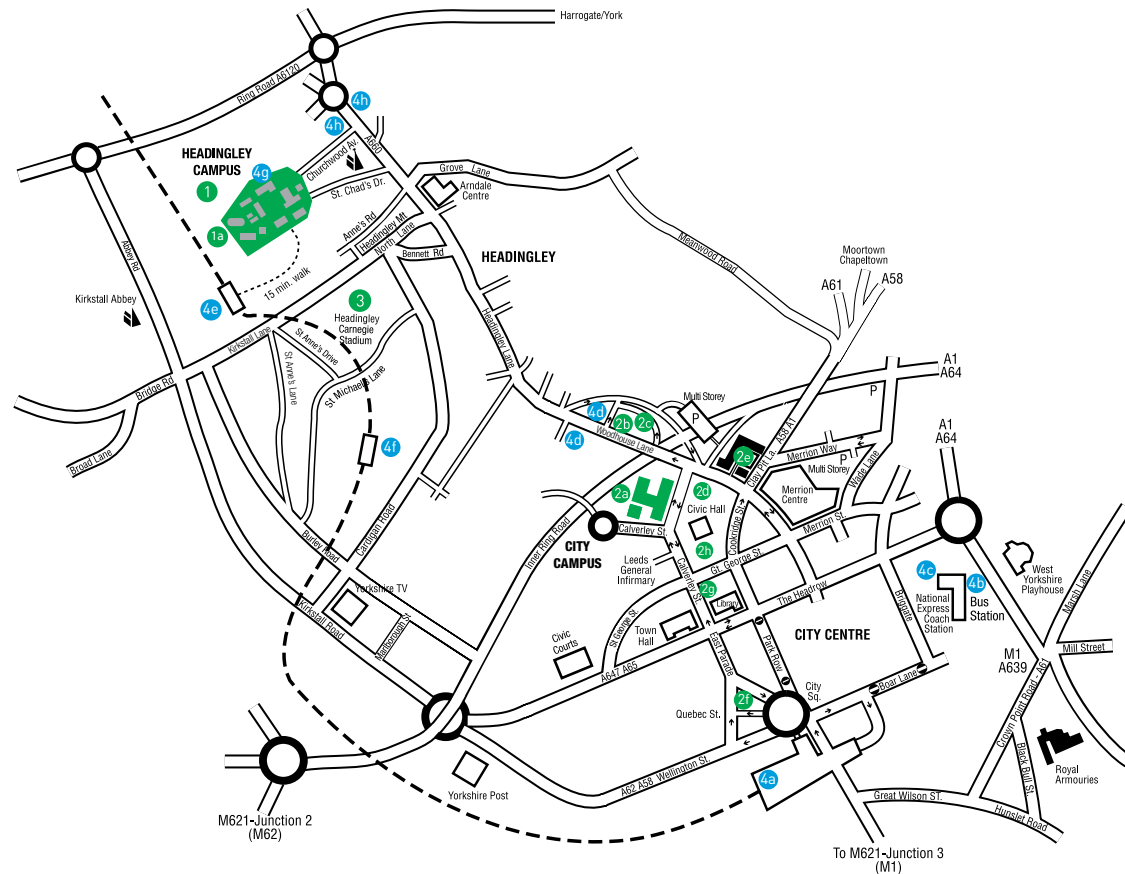 Harrogate/York
Ring Road A6120
4h
4h
A660
HEADINGLEY
CAMPUS
4g
Churchwood Av.
1
St. Chad's Dr.
Grove Lane
Arndale
Centre
1a
Anne's Rd
Headingley Mt.
North Lane
Bennett Rd
Abbey Rd
15 min. walk
HEADINGLEY
Meanwood Road
Moortown
Chapeltown
A61
A58
Kirkstall Abbey
4e
3
Headingley
Carnegie
Stadium
Kirkstall Lane
St Anne's Drive
St Anne's Lane
St Michael's Lane
Headingley Lane
Bridge Rd
Broad Lane
A1
A64
P
Multi Storey
P
4d
2b
2c
4d
Woodhouse Lane
A58 A1
2e
Clay Pit La.
Merrion Way
P
Multi Storey
Wade Lane
A1
A64
4f
Merrion
Centre
2a
2d
Civic Hall
Cookridge St.
Merrion St.
Burley Road
Cardigan Road
Inner Ring Road
CITY
CAMPUS
Calverley St.
2h
Leeds
General
Infirmary
Calverley St.
Gt. George St.
The Headrow
4c
4b
National
Express
Coach
Station
Bus
Station
West
Yorkshire
Playhouse
Marsh Lane
Yorkshire TV
Kirkstall Road
Marlborough St.
St George St.
2g
Library
Town
Hall
East Parade
Park Row
Brigate
CITY CENTRE
Civic
Courts
A647 A65
M1
A639
Mill Street
City
Sq.
Boar Lane
2f
Quebec St.
Crown Point Road - A61
Black Bull St.
Royal
Armouries
A62 A58 Wellington St.
4a
Yorkshire Post
M621-Junction 2
(M62)
Great Wilson ST.
Hunslet Road
To M621-Junction 3
(M1)